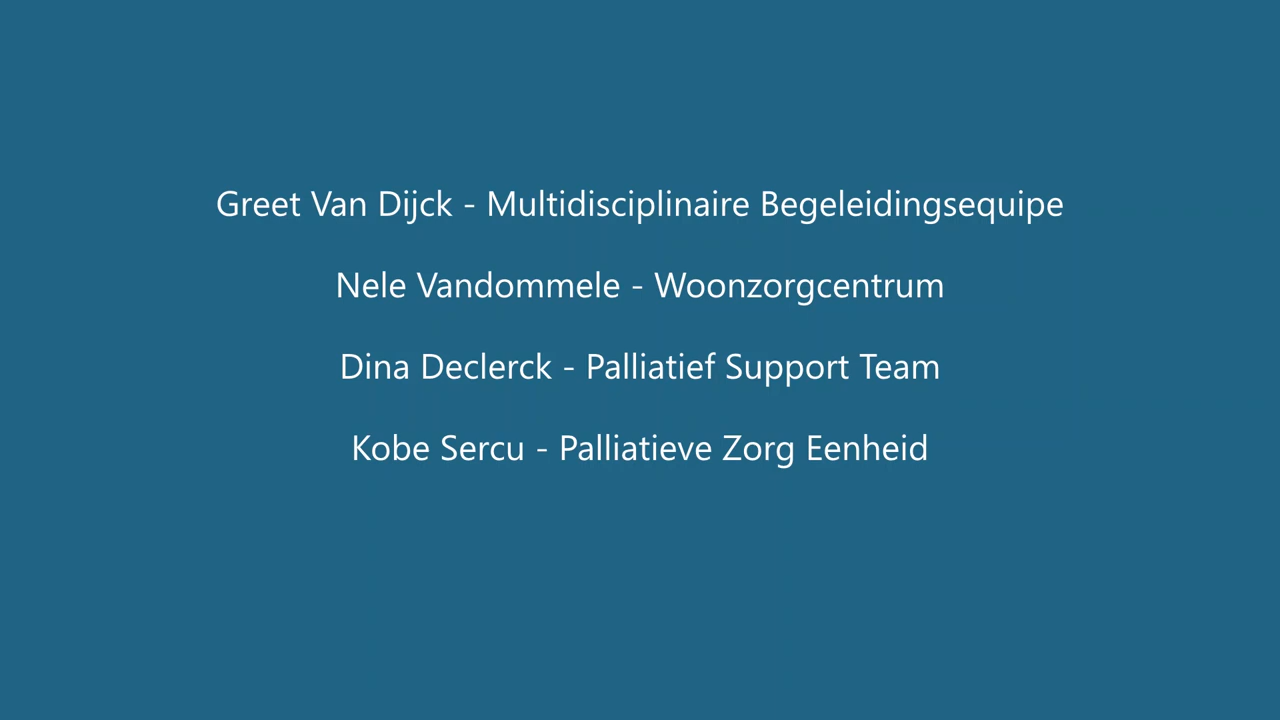 Greet Van Dijck - Multidisciplinaire Begeleidingsequipe
Nele Vandommele - Woonzorgcentrum
Dina Declerck - Palliatief Support Team
Kobe Sercu - Palliatieve Zorg Eenheid